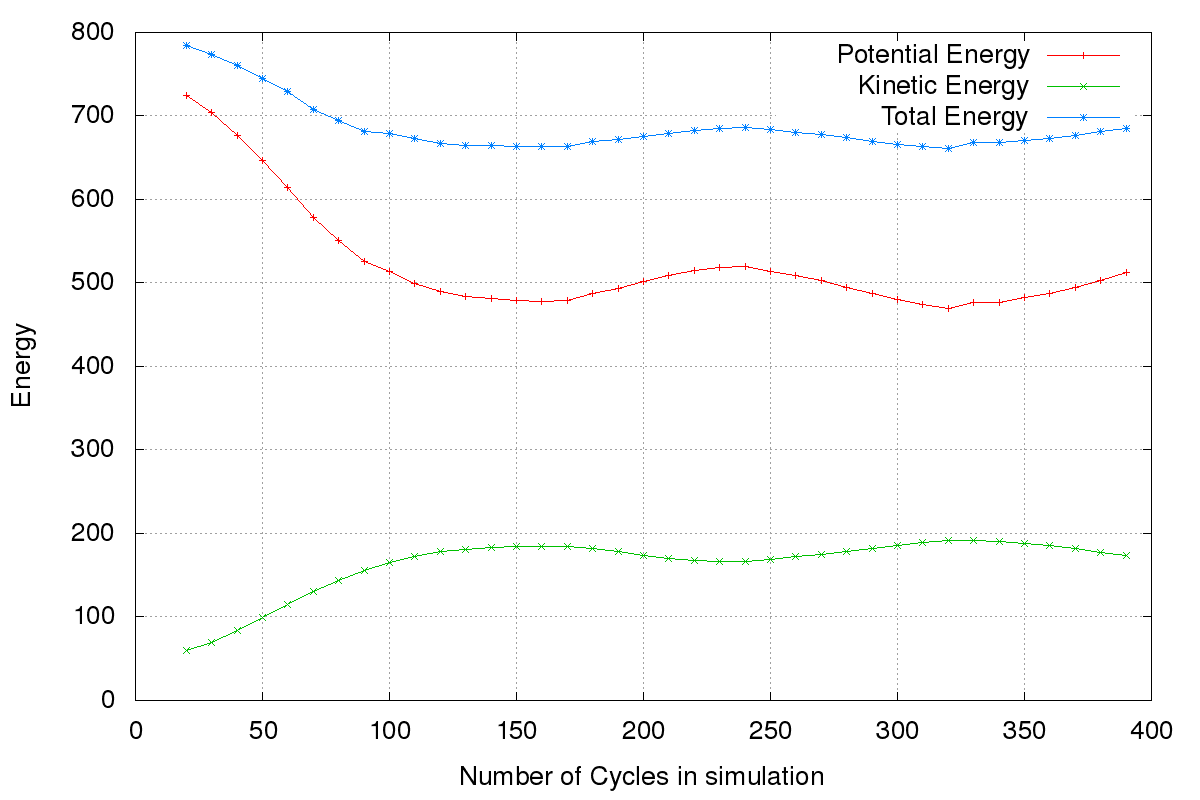 800
700
600
500
400
300
200
100
0
Energy
Potential Energy
Kinetic Energy
Total Energy
0 50 100 150 200 250 300 350 400
Number of Cycles in simulation